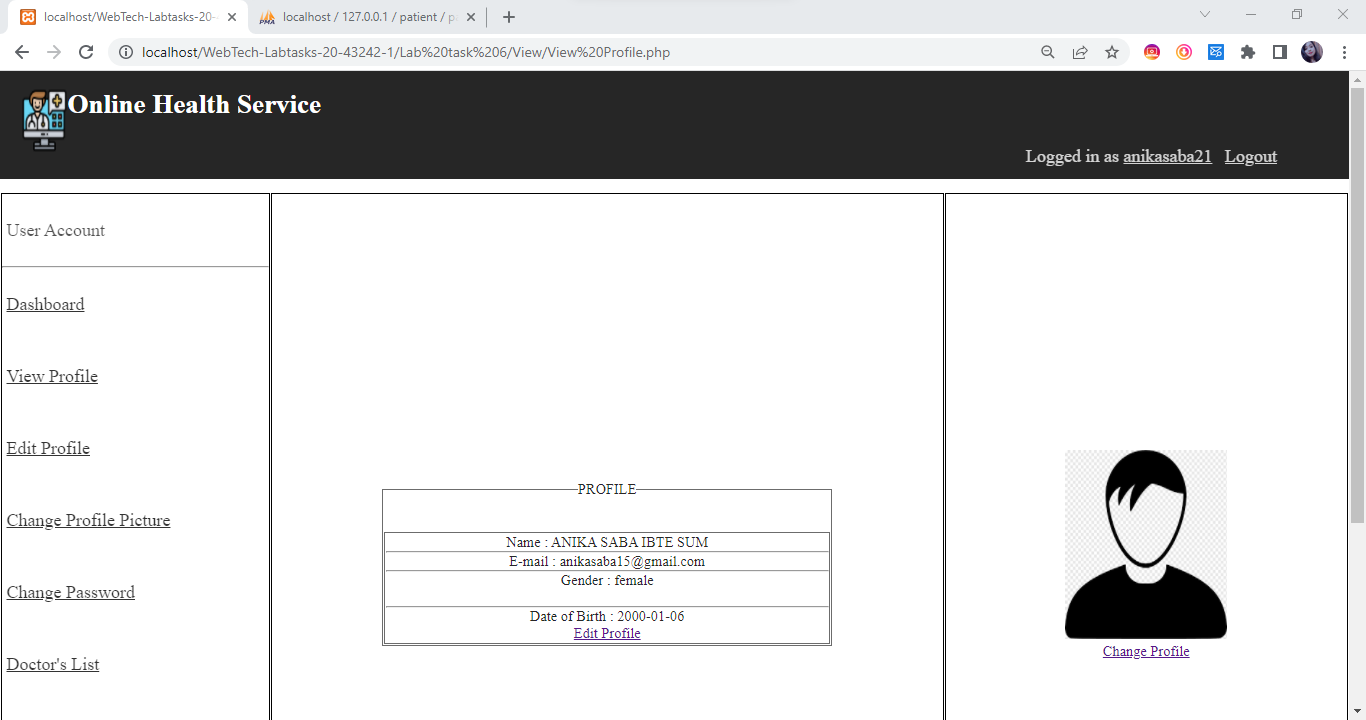 localhost/WebTech-Labtasks-20-
localhost / 127.0.0.1 / patient / p
localhost/WebTech-Labtasks-20-43242-1/Lab%20task%206/View/View%20Profile.php
Online Health Service
Logged in as anikasaba21 Logout
User Account
Dashboard
View Profile
Edit Profile
Change Profile Picture
Change Password
Doctor's List
PROFILE
Name : ANIKA SABA IBTE SUM
E-mail : anikasaba15@gmail.com
Gender : female
Date of Birth : 2000-01-06
Edit Profile
Change Profile